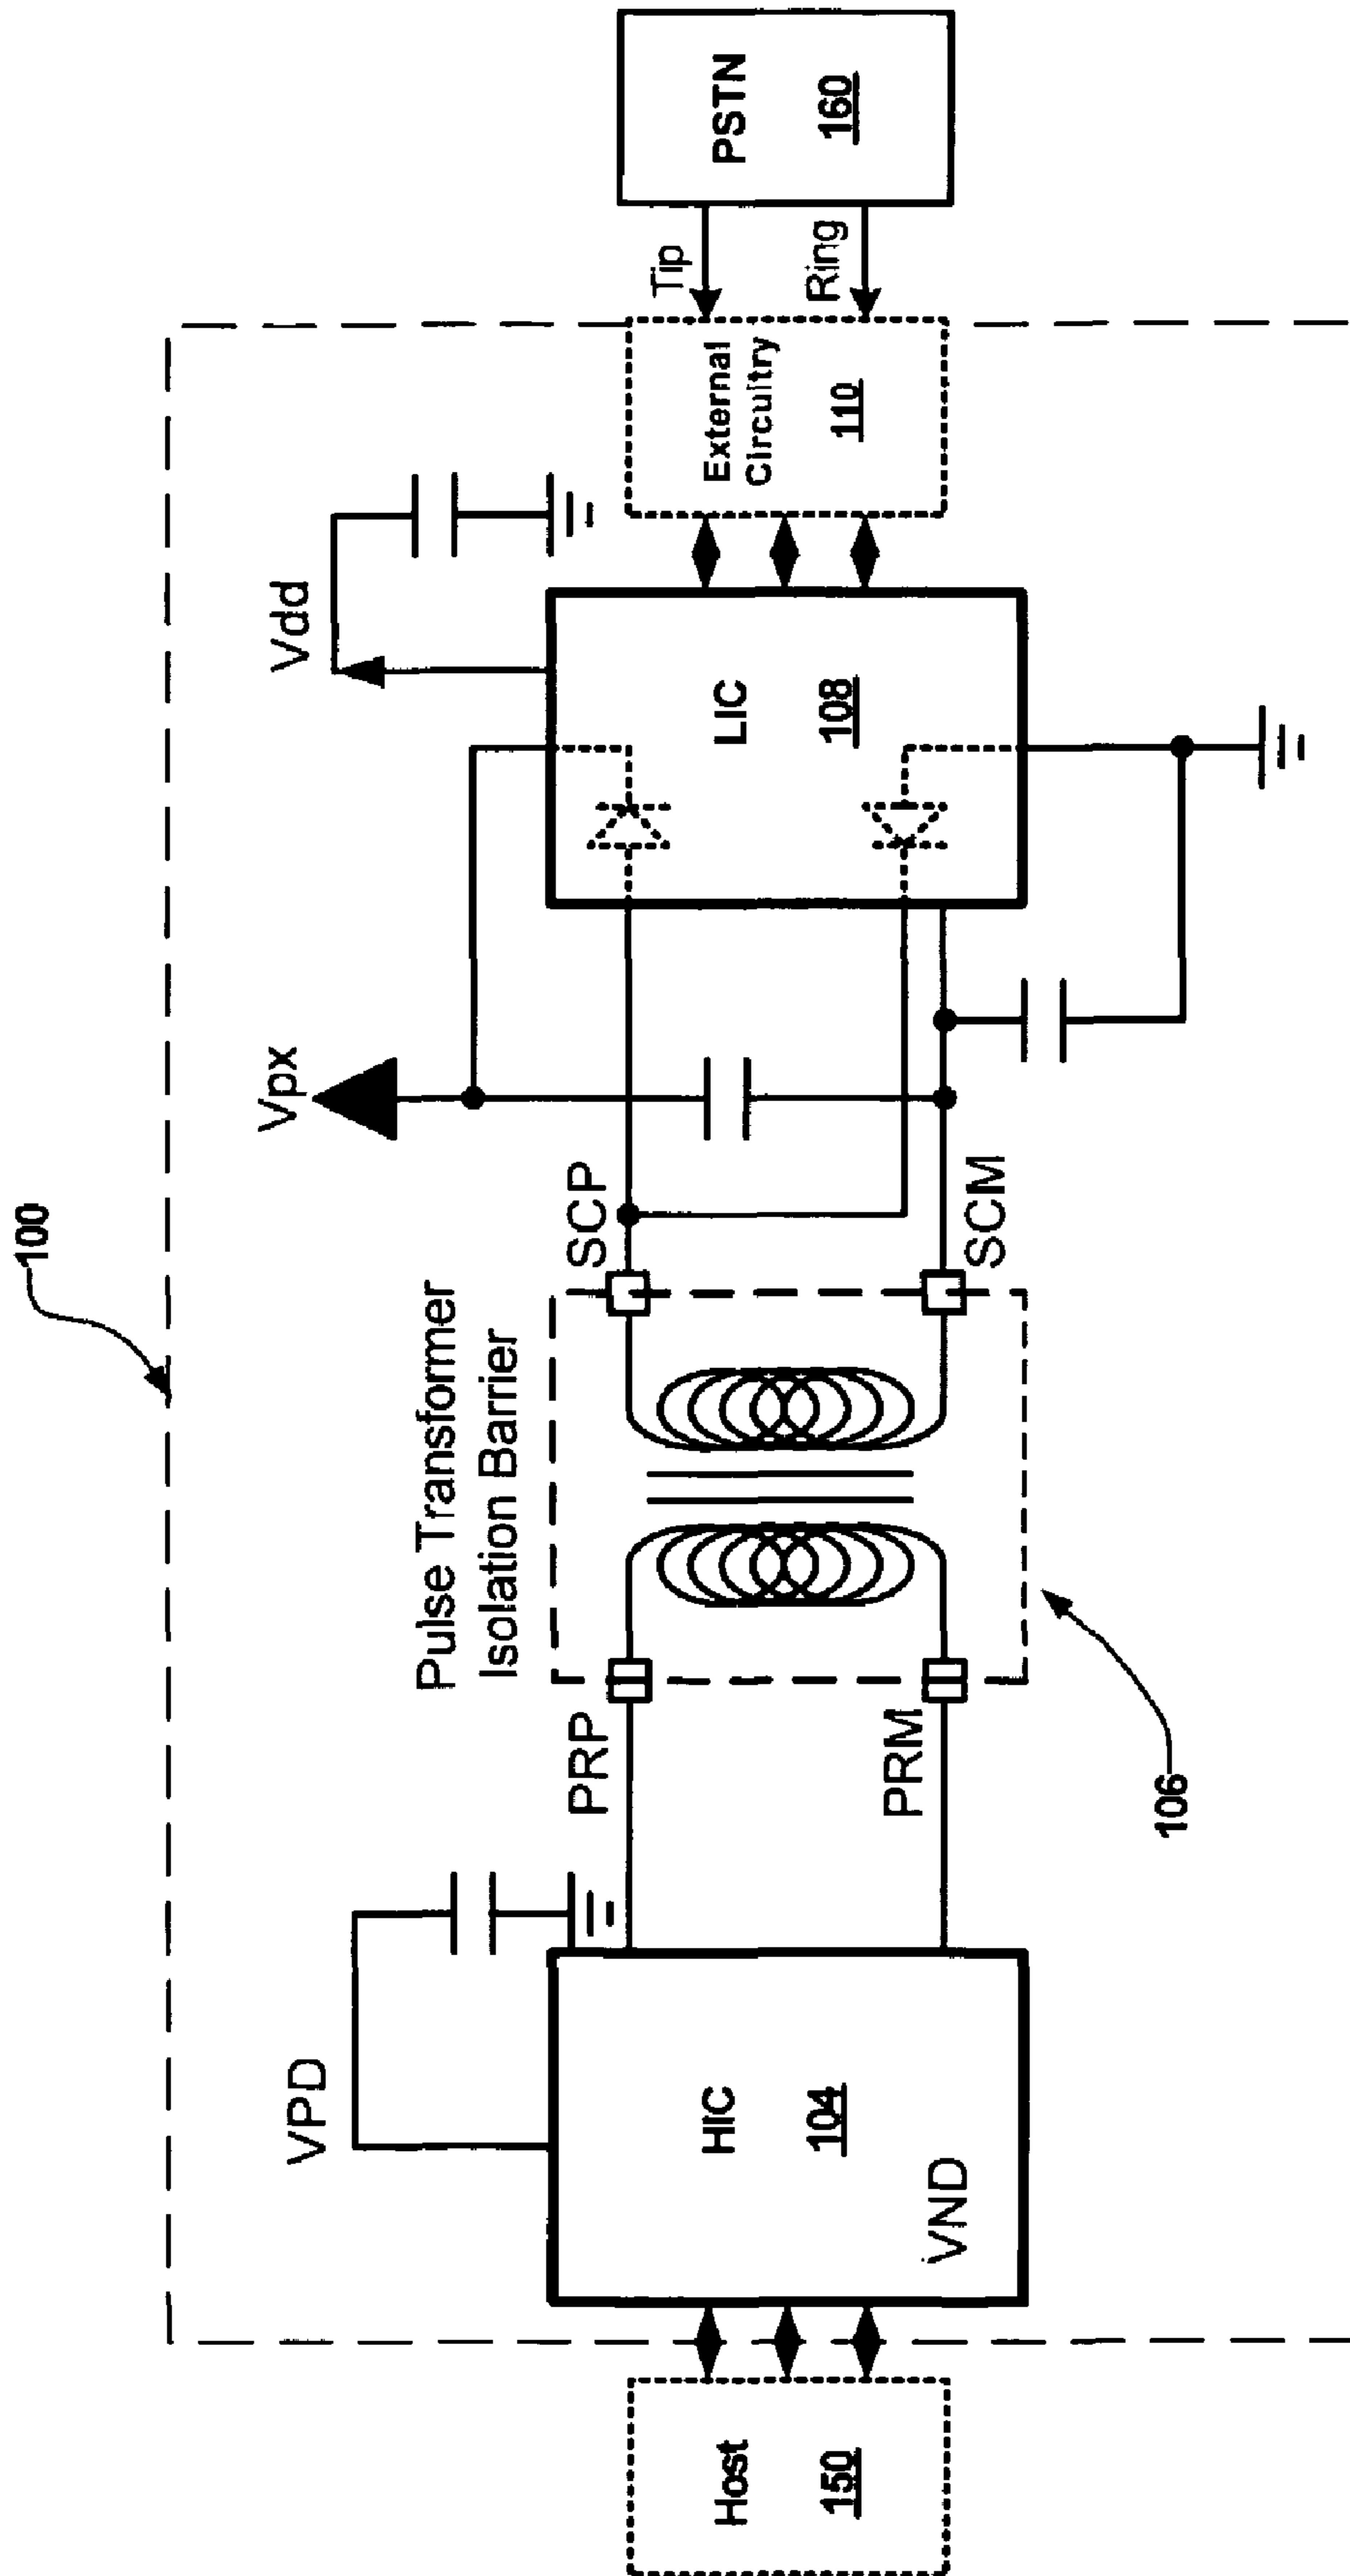 100
Pulse Transformer
Isolation Barrier
VPD
Vpx
Vdd
Host
150
HIC
104
VND
PRP
PRM
SCP
SCM
LIC
108
External
Circuitry
110
Tip
Ring
PSTN
160
106